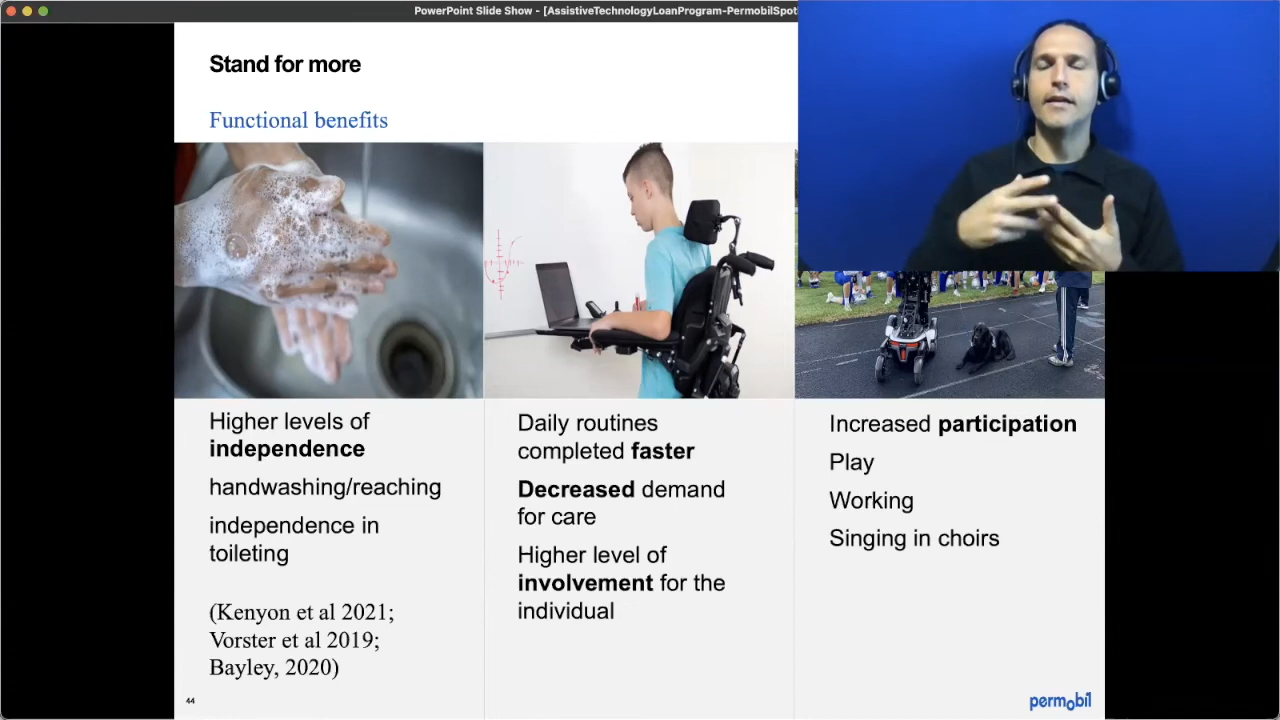 PowerPoint Slide Show - [AssistiveTechnologyLoanProgram-PermobilSpot
Stand for more
Functional benefits
Higher levels of
independence
handwashing/reaching
independence in
toileting
(Kenyon et al 2021;
Vorster et al 2019;
Bayley, 2020)
Daily routines
completed faster
Decreased demand
for care
Higher level of
involvement for the
individual
Increased participation
Play
Working
Singing in choirs
44
permobil